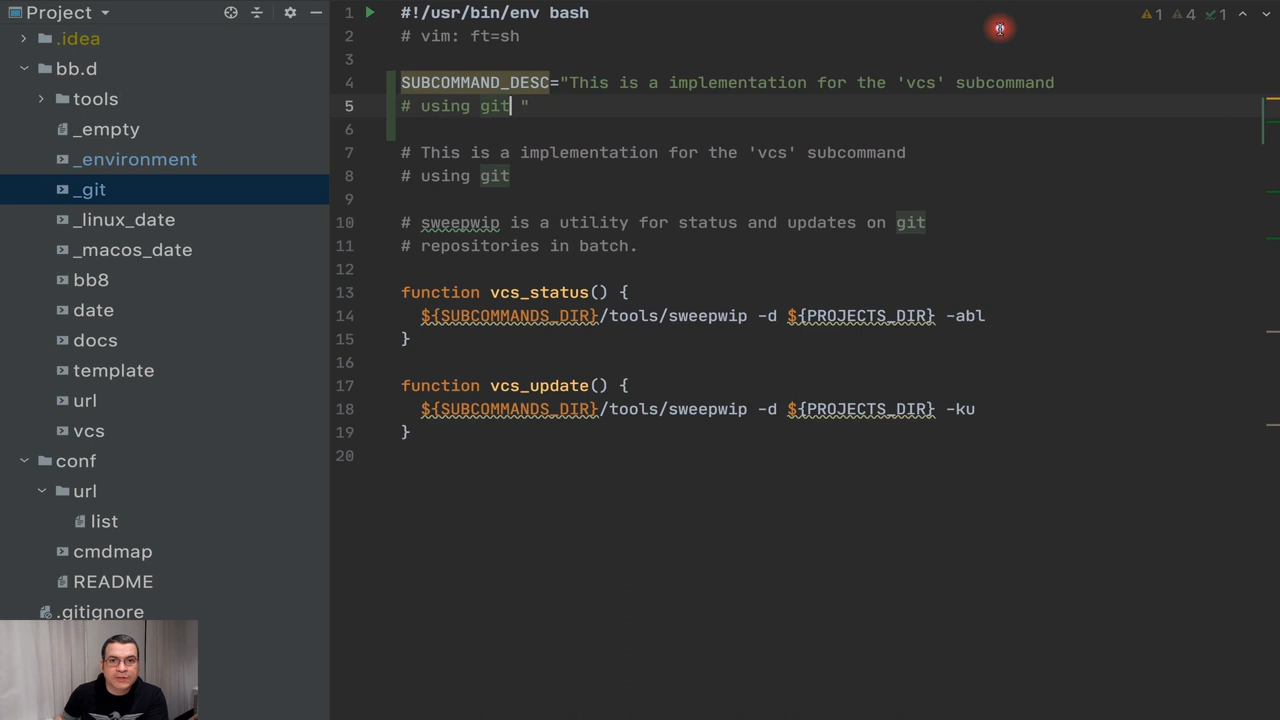 Project
.idea
bb.d
tools
_empty
_environment
_git
_linux_date
_macos_date
bb8
date
docs
template
url
vcs
conf
url
list
cmdmap
README
.gitignore
1 #!/usr/bin/env bash
2 # vim: ft=sh
3
4 SUBCOMMAND_DESC="This is a implementation for the 'vcs' subcommand
5 # using git "
6
7 # This is a implementation for the 'vcs' subcommand
8 # using git
9
10 # sweepwip is a utility for status and updates on git
11 # repositories in batch.
12
13 function vcs_status() {
14 ${SUBCOMMANDS_DIR}/tools/sweepwip -d ${PROJECTS_DIR} -abl
15 }
16
17 function vcs_update() {
18 ${SUBCOMMANDS_DIR}/tools/sweepwip -d ${PROJECTS_DIR} -ku
19 }
20
1 4 1